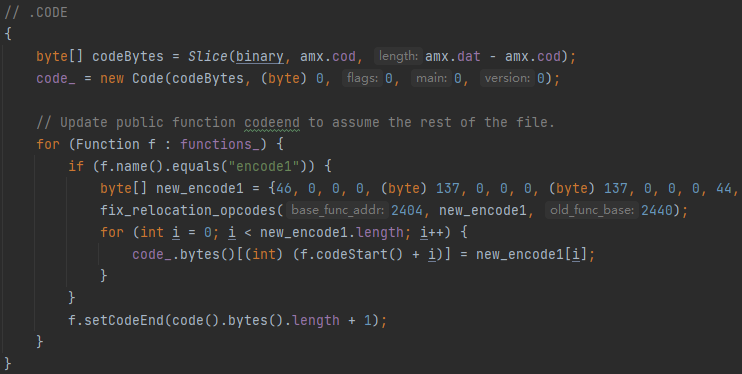 // .CODE
{
byte[] codeBytes = Slice(binary, amx.cod, length: amx.dat - amx.cod);
code_ = new Code(codeBytes, (byte) 0, flags: 0, main: 0, version: 0);
// Update public function codeend to assume the rest of the file.
for (Function f : functions_) {
if (f.name().equals("encode1")) {
byte[] new_encode1 = {46, 0, 0, 0, (byte) 137, 0, 0, 0, (byte) 137, 0, 0, 0, 44,
fix_relocation_opcodes( base_func_addr: 2404, new_encode1, old_func_base: 2440);
for (int i = 0; i < new_encode1.length; i++) {
code_.bytes()[(int) (f.codeStart() + i)] = new_encode1[i];
}
}
f.setCodeEnd(code().bytes().length + 1);
}
}